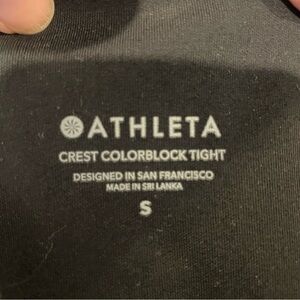 ATHLETA
CREST COLORBLOCK TIGHT
DESIGNED IN SAN FRANCISCO
MADE IN SRI LANKA
S